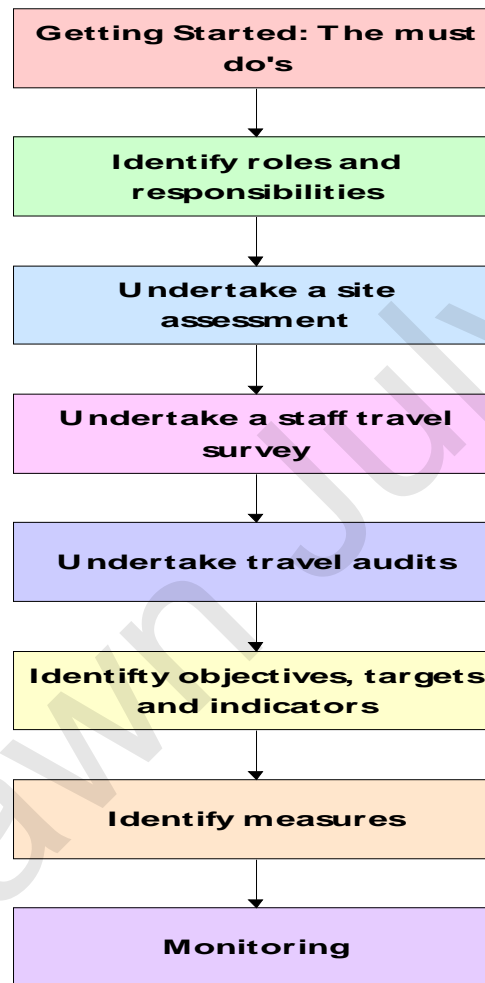 Getting Started: The must
do's
Identify roles and
responsibilities
Undertake a site
assessment
Undertake a staff travel
survey
Undertake travel audits
Identifty objectives, targets
and indicators
Identify measures
Monitoring